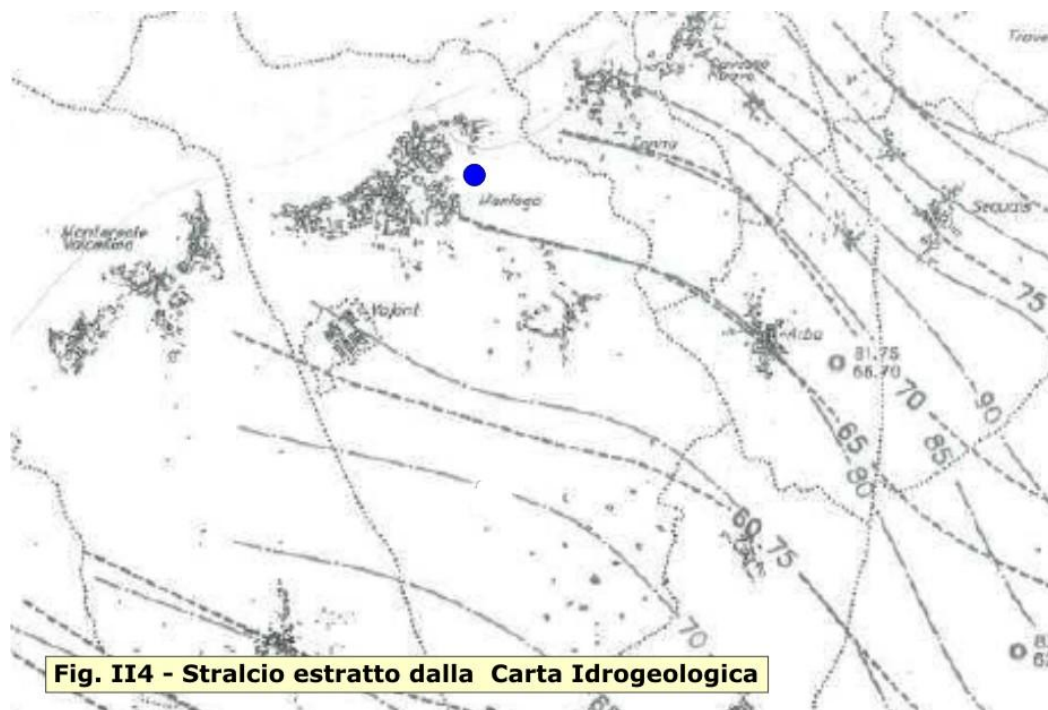 Trave
Cavasso
Nuovo
Fanna
Maniago
Sequals
Montereale
Valcellina
Vajont
Arba
81.75
66.70
75
70
90
65
85
80
60
75
70
Fig. II4 - Stralcio estratto dalla Carta Idrogeologica